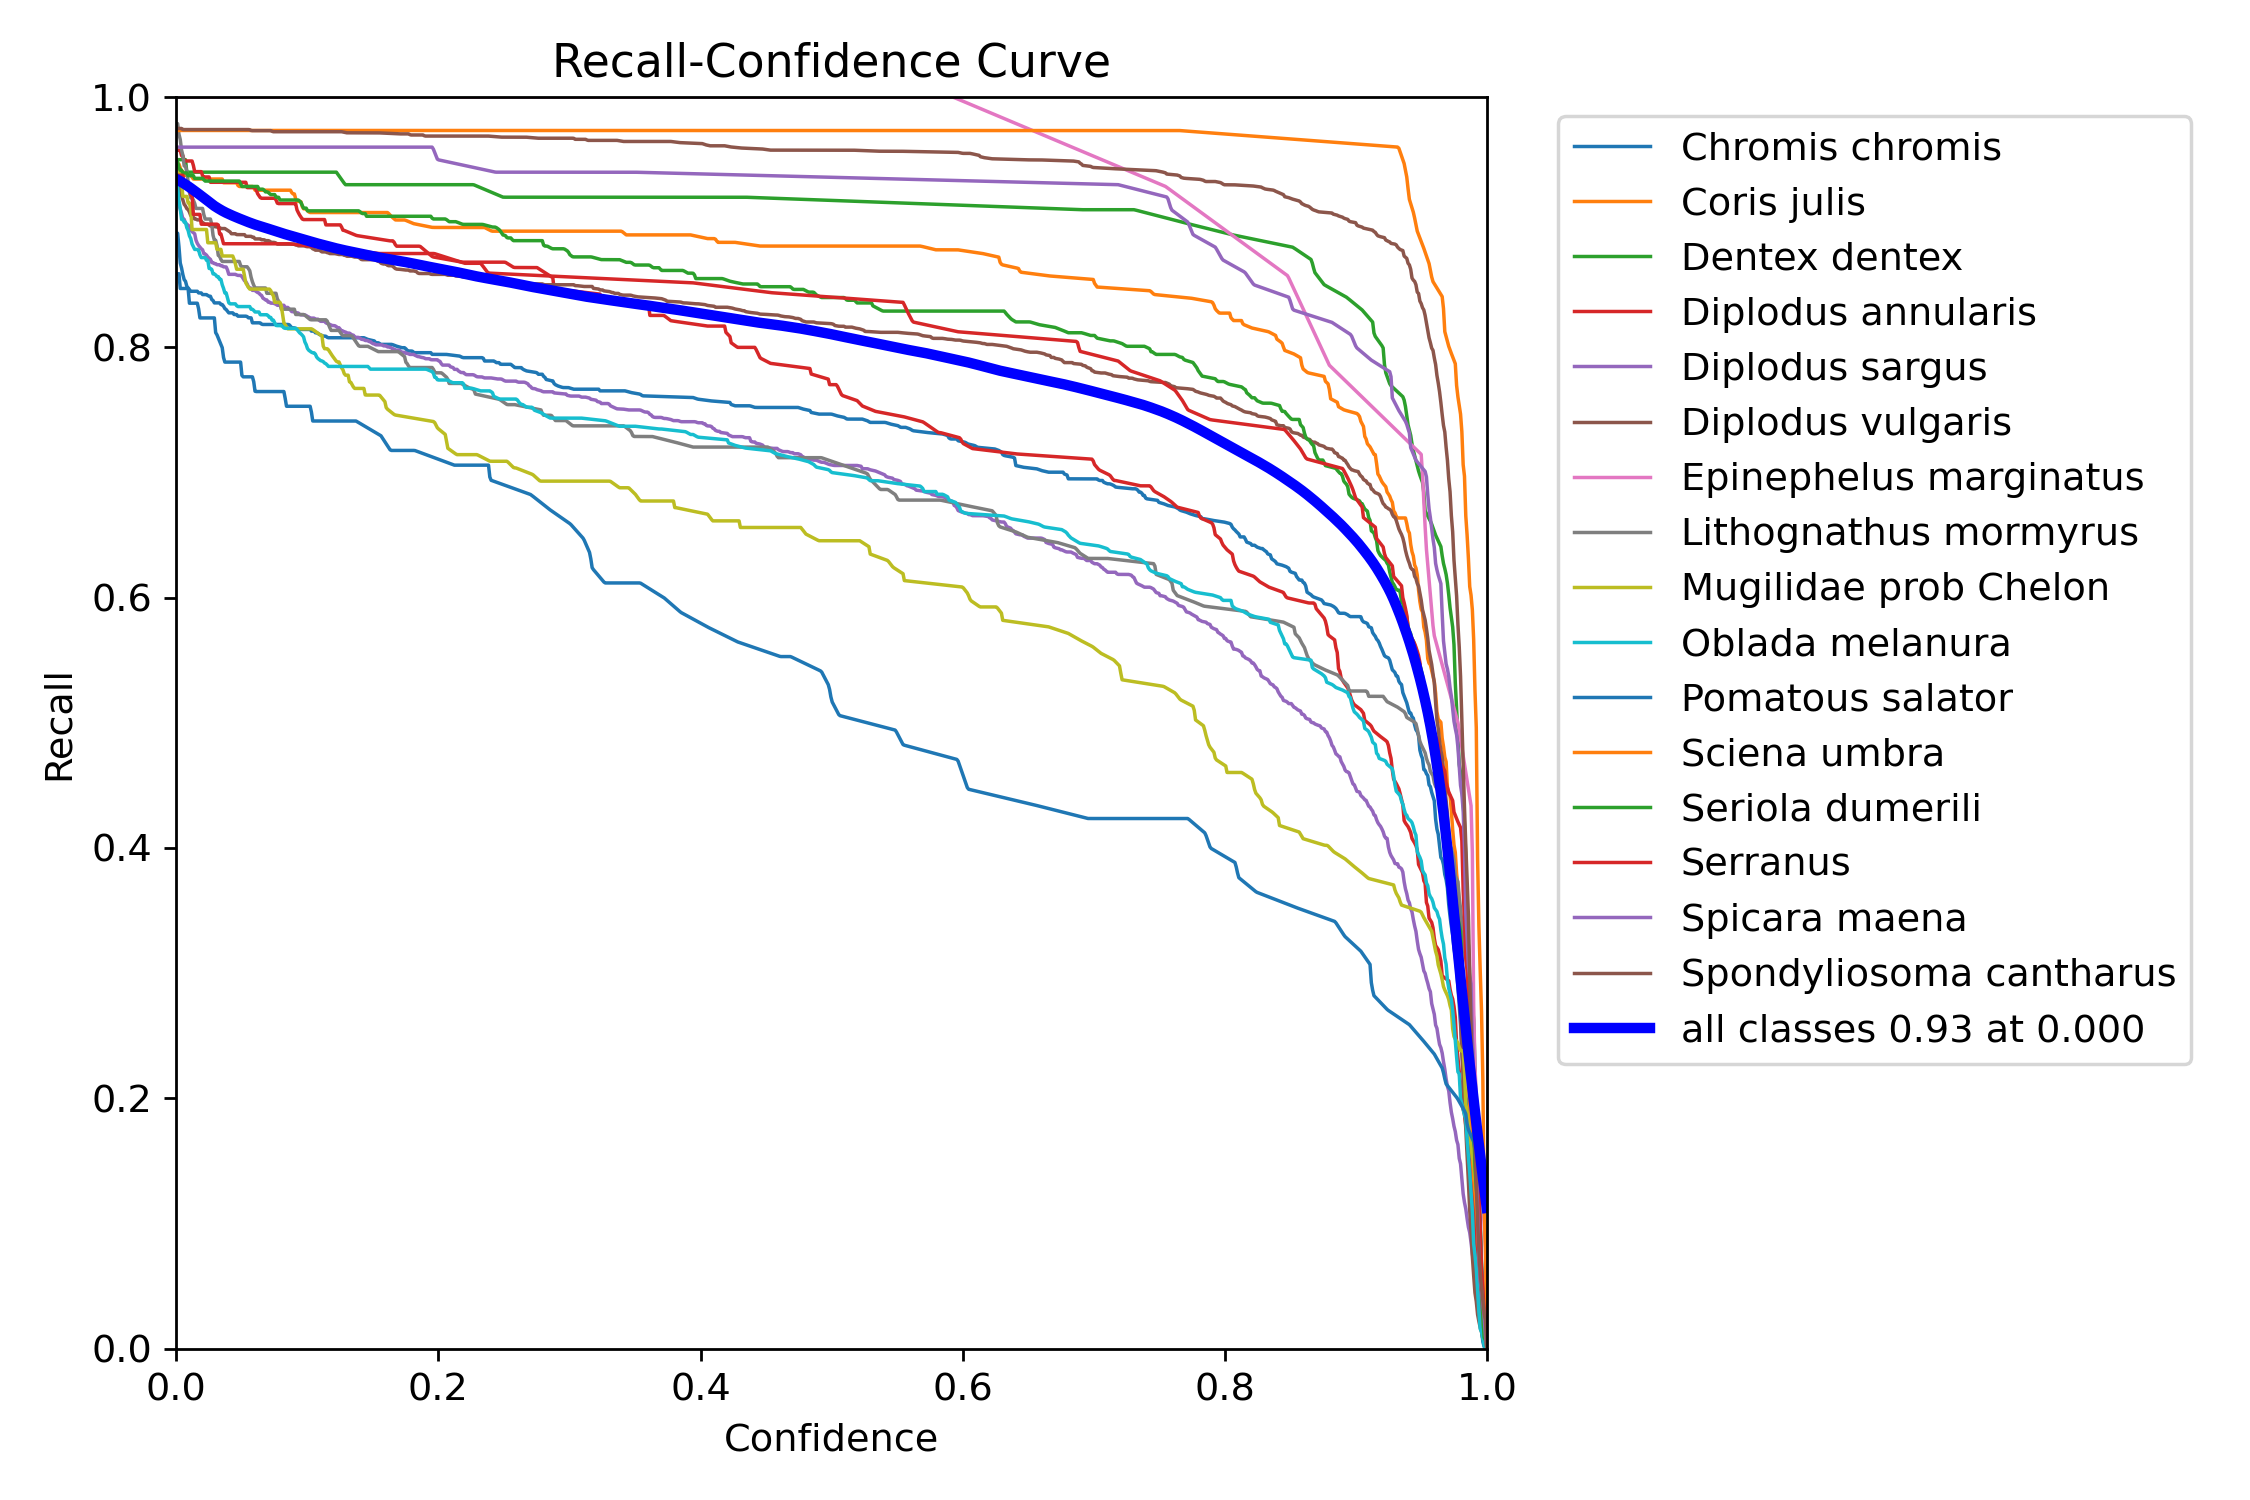 Recall-Confidence Curve
1.0
0.8
0.6
0.4
0.2
0.0
Recall
0.0 0.2 0.4 0.6 0.8 1.0
Confidence
Chromis chromis
Coris julis
Dentex dentex
Diplodus annularis
Diplodus sargus
Diplodus vulgaris
Epinephelus marginatus
Lithognathus mormyrus
Mugilidae prob Chelon
Oblada melanura
Pomatous salator
Sciena umbra
Seriola dumerili
Serranus
Spicara maena
Spondyliosoma cantharus
all classes 0.93 at 0.000